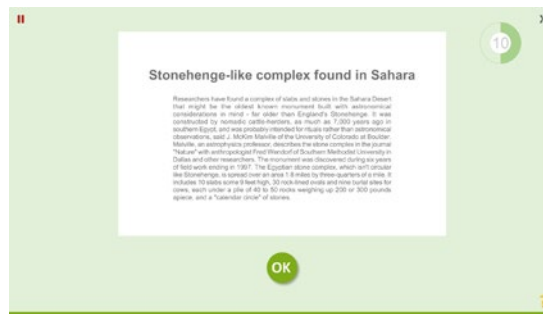 10
Stonehenge-like complex found in Sahara
Researchers have found a complex of slabs and stones in the Sahara Desert
that might be the oldest known monument built with astronomical
considerations in mind - far older than England's Stonehenge. It was
constructed by nomadic cattle-herders, as much as 7,000 years ago in
southern Egypt, and was probably intended for rituals rather than astronomical
observations, said J. McKim Malville of the University of Colorado at Boulder.
Malville, an astrophysics professor, describes the stone complex in the journal
"Nature" with anthropologist Fred Wendorf of Southern Methodist University in
Dallas and other researchers. The monument was discovered during six years
of field work ending in 1997. The Egyptian stone complex, which isn't circular
like Stonehenge, is spread over an area 1.8 miles by three-quarters of a mile. It
includes 10 slabs some 9 feet high, 30 rock-lined ovals and nine burial sites for
cows, each under a pile of 40 to 50 rocks weighing up 200 or 300 pounds
apiece, and a "calendar circle" of stones.
OK